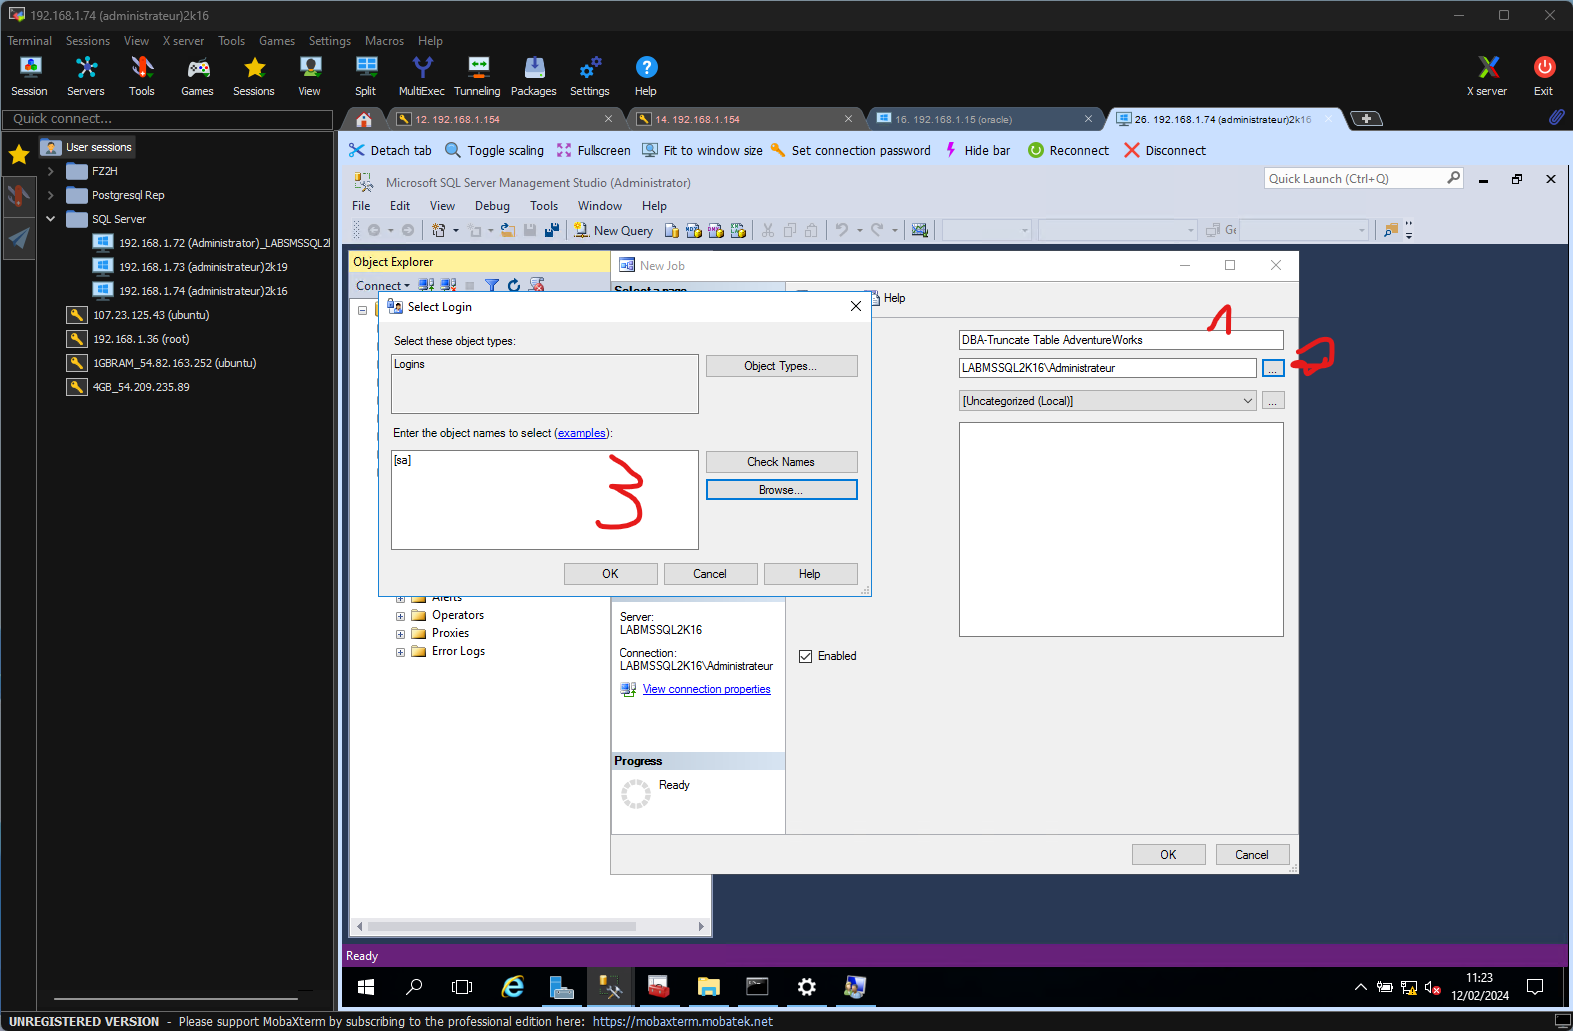 192.168.1.74 (administrateur)2k16
Terminal Sessions View X server Tools Games Settings Macros Help
Session Servers Tools Games Sessions View Split MultiExec Tunneling Packages Settings Help X server Exit
Quick connect...
12. 192.168.1.154
14. 192.168.1.154
16. 192.168.1.15 (oracle)
26. 192.168.1.74 (administrateur)2k16
Detach tab Toggle scaling Fullscreen Fit to window size Set connection password Hide bar Reconnect Disconnect
User sessions
FZ2H
Postgresql Rep
SQL Server
192.168.1.72 (Administrator)_LABSMSSQL2
192.168.1.73 (administrateur)2k19
192.168.1.74 (administrateur)2k16
107.23.125.43 (ubuntu)
192.168.1.36 (root)
1GBRAM_54.82.163.252 (ubuntu)
4GB_54.209.235.89
Microsoft SQL Server Management Studio (Administrator)
Quick Launch (Ctrl+Q)
File Edit View Debug Tools Window Help
New Query
Ge
Object Explorer
Connect
New Job
Select a page
Help
Select Login
Select these object types:
Logins
Object Types...
Enter the object names to select (examples):
[sa]
Check Names
Browse...
3
OK Cancel Help
1
DBA-Truncate Table AdventureWorks
LABMSSQL2K16\Administrateur
...
2
[Uncategorized (Local)]
...
Alerts
Operators
Proxies
Error Logs
Server:
LABMSSQL2K16
Connection:
LABMSSQL2K16\Administrateur
View connection properties
Enabled
Progress
Ready
OK Cancel
Ready
11:23
12/02/2024
UNREGISTERED VERSION - Please support MobaXterm by subscribing to the professional edition here: https://mobaxterm.mobatek.net